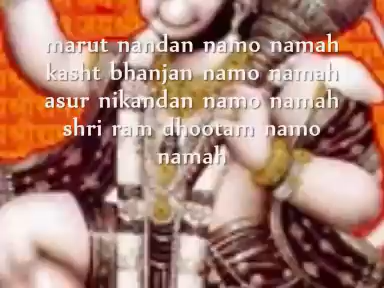 marut nandan namo namah
kasht bhanjan namo namah
asur nikandan namo namah
shri ram dhootam namo
namah